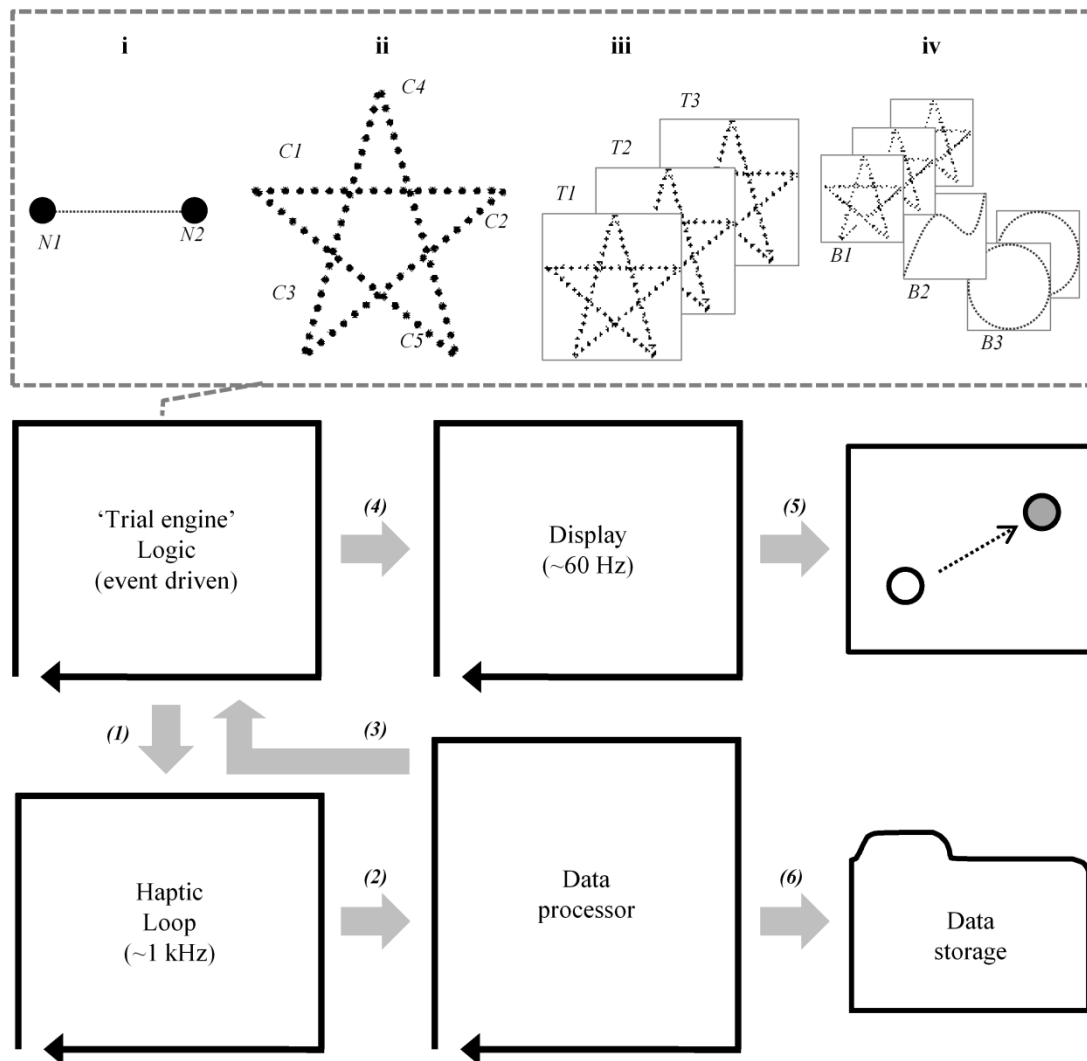 i
ii
iii
iv
C4
C1
C2
C3
C5
N1
N2
T3
T2
T1
B1
B2
B3
‘Trial engine’
Logic
(event driven)
(4)
Display
(~60 Hz)
(5)
(1)
(3)
Haptic
Loop
(~1 kHz)
(2)
Data
processor
(6)
Data
storage